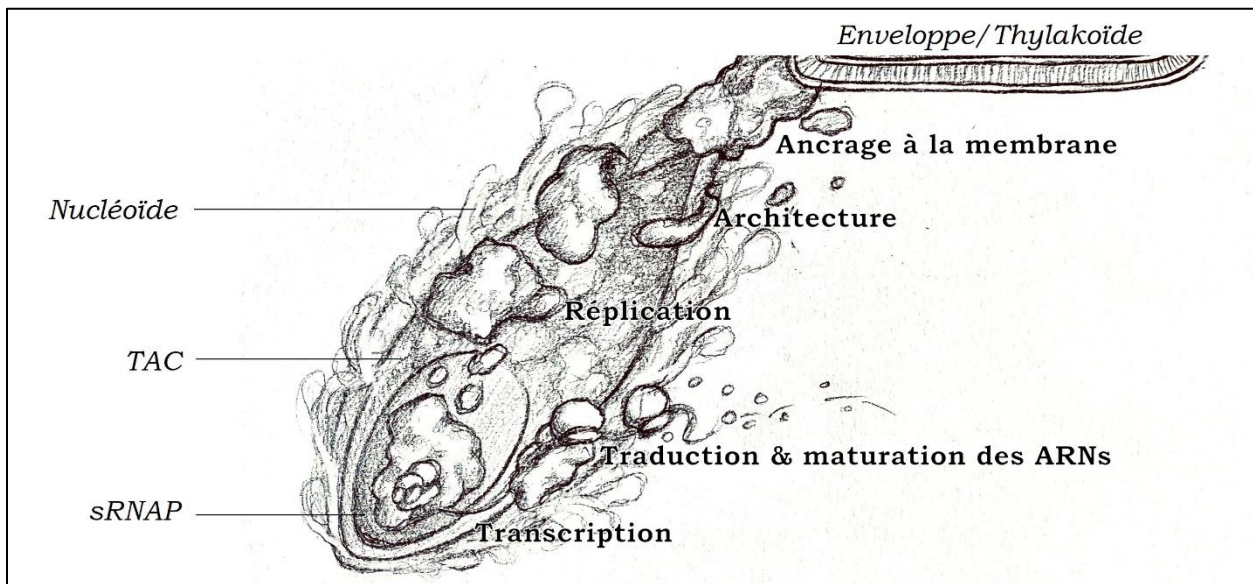 Enveloppe/Thylakoïde
Ancrage à la membrane
Nucléoïde
Architecture
Réplication
TAC
Traduction & maturation des ARNs
sRNAP
Transcription